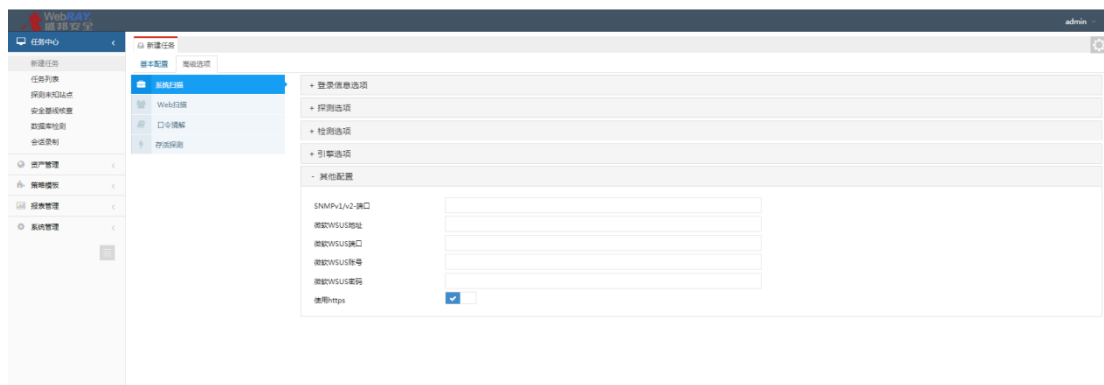 WebRAY
盛邦安全
admin
任务中心
新建任务
新建任务
基本配置 高级选项
任务列表
探测未知站点
安全基线核查
数据库检测
会话录制
资产管理
策略模板
报表管理
系统管理
系统扫描
Web扫描
口令猜解
存活探测
+ 登录信息选项
+ 探测选项
+ 检测选项
+ 引擎选项
- 其他配置
SNMPv1/v2-端口
微软WSUS地址
微软WSUS端口
微软WSUS账号
微软WSUS密码
使用https